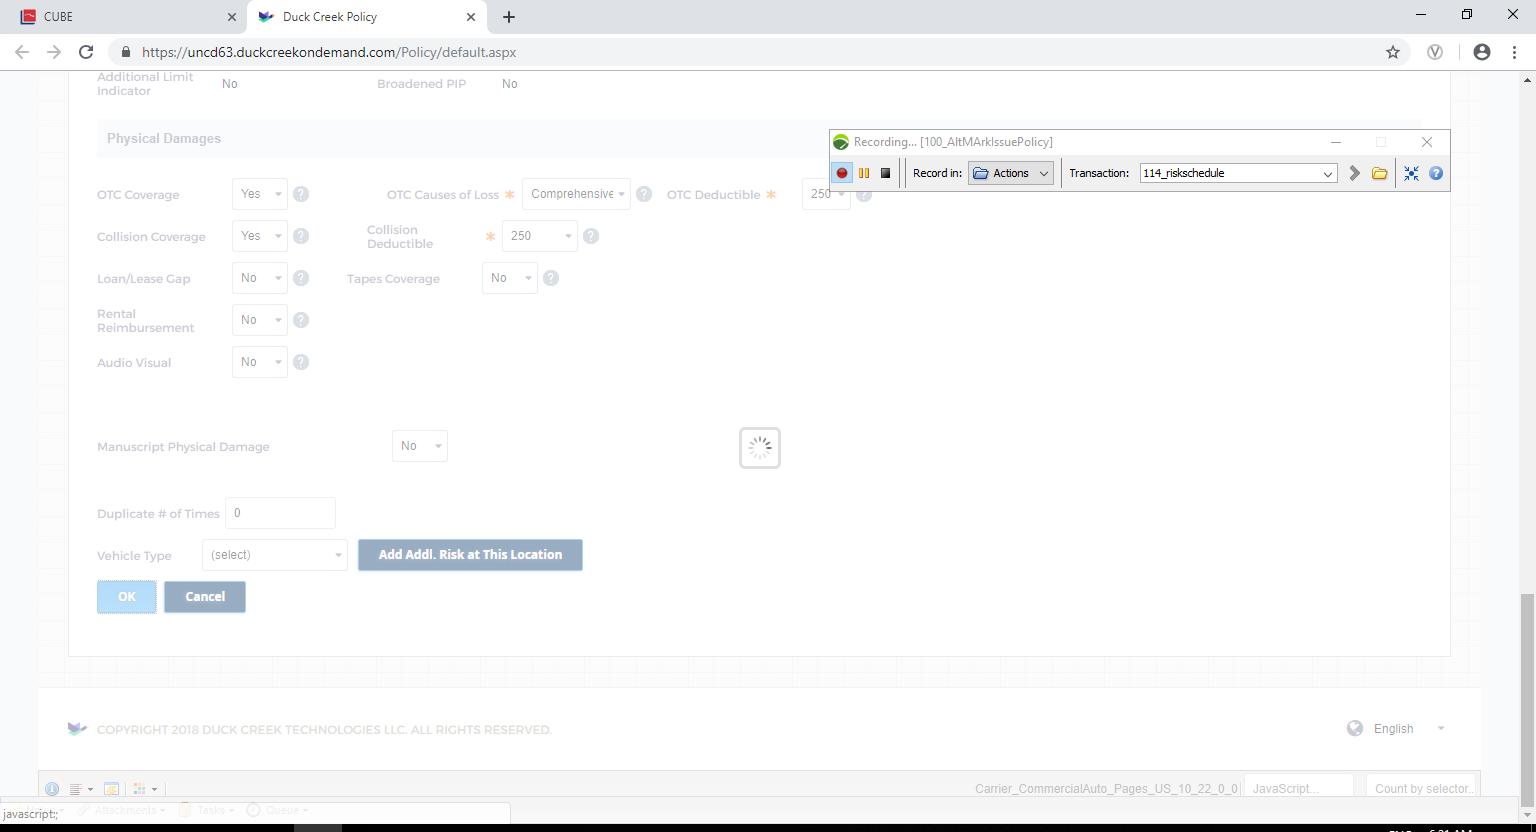 CUBE
Duck Creek Policy
https://uncd63.duckcreekondemand.com/Policy/default.aspx
Additional Limit
Indicator
No
Broadened PIP
No
Physical Damages
Recording... [100_AltMArkIssuePolicy]
Record in:
Actions
Transaction:
114_riskschedule
OTC Coverage
Yes
OTC Causes of Loss *
Comprehensive
OTC Deductible *
250
Collision Coverage
Yes
Collision
Deductible
*
250
Loan/Lease Gap
No
Tapes Coverage
No
Rental
Reimbursement
No
Audio Visual
No
Manuscript Physical Damage
No
Duplicate # of Times
0
Vehicle Type
(select)
Add Addl. Risk at This Location
OK
Cancel
COPYRIGHT 2018 DUCK CREEK TECHNOLOGIES LLC. ALL RIGHTS RESERVED.
English
Carrier_CommercialAuto_Pages_US_10_22_0_0
JavaScript...
Count by selector..
Attachments
Tasks
Queue
javascript:;